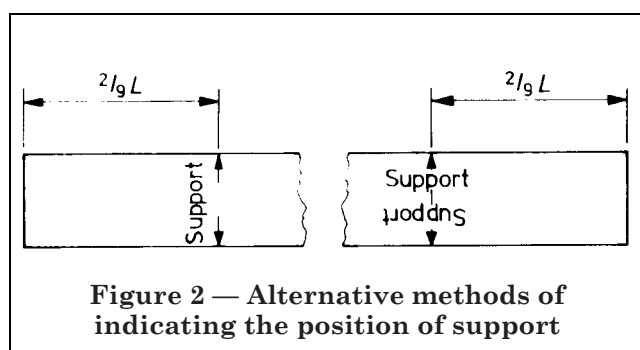 2/9 L
2/9 L
Support
Support
Support
Figure 2 — Alternative methods of
indicating the position of support